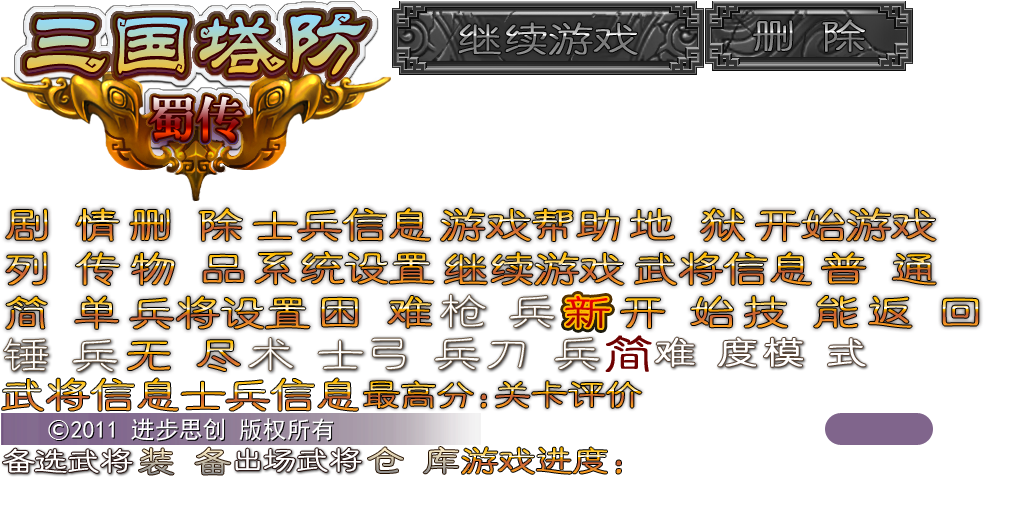 三国塔防
继续游戏 删 除
蜀传
剧 情 删 除 士兵信息 游戏帮助 地 狱 开始游戏
列 传 物 品 系统设置 继续游戏 武将信息 普 通
简 单 兵将设置 困 难 枪 兵 新 开 始 技 能 返 回
锤 兵 无 尽 术 士 弓 兵 刀 兵 简 难 度 模 式
武将信息 士兵信息 最高分: 关卡评价
©2011 进步思创 版权所有
备选武将 装 备 出场武将 仓 库 游戏进度: